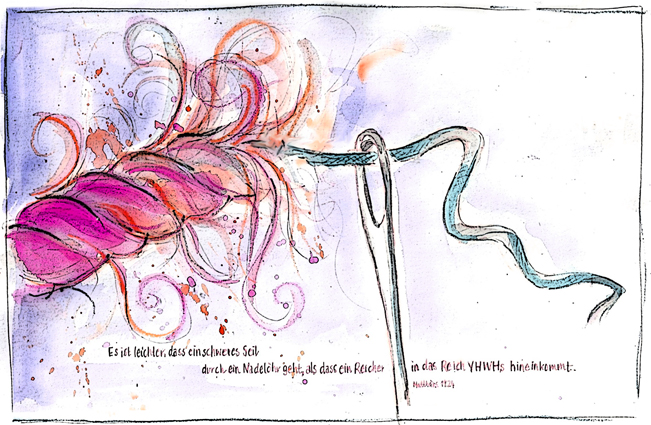 Es ist leichter, dass ein schweres Seil
durch ein Nadelöhr geht, als dass ein Reicher in das Reich YHWHs hineinkommt.
Matthäus 19.24